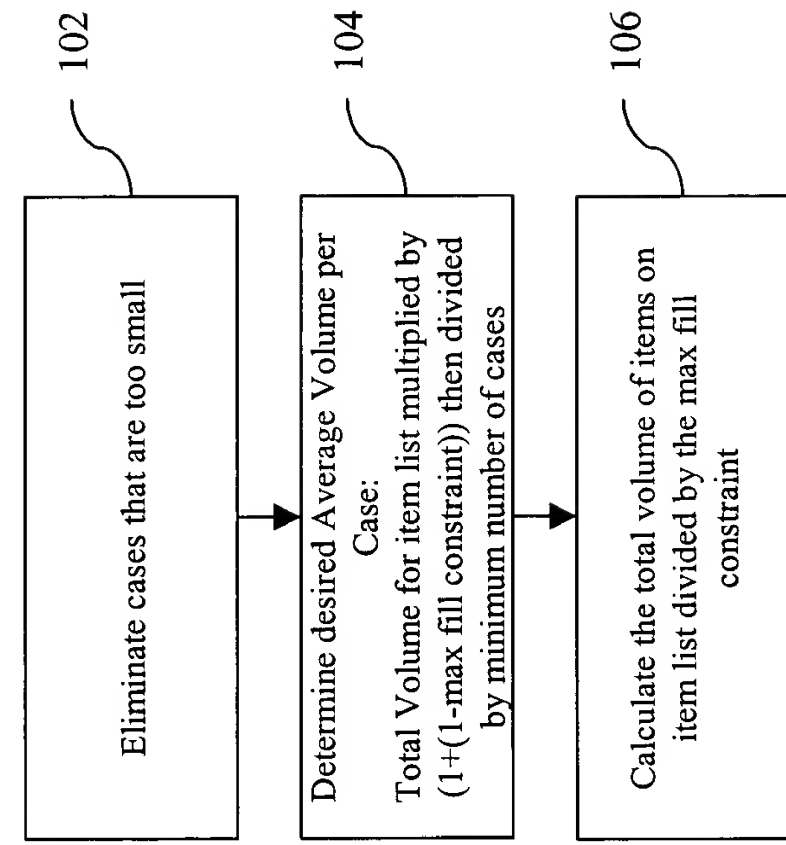 102
Eliminate cases that are too small
104
Determine desired Average Volume per
Case:
Total Volume for item list multiplied by
(1+(1-max fill constraint)) then divided
by minimum number of cases
106
Calculate the total volume of items on
item list divided by the max fill
constraint